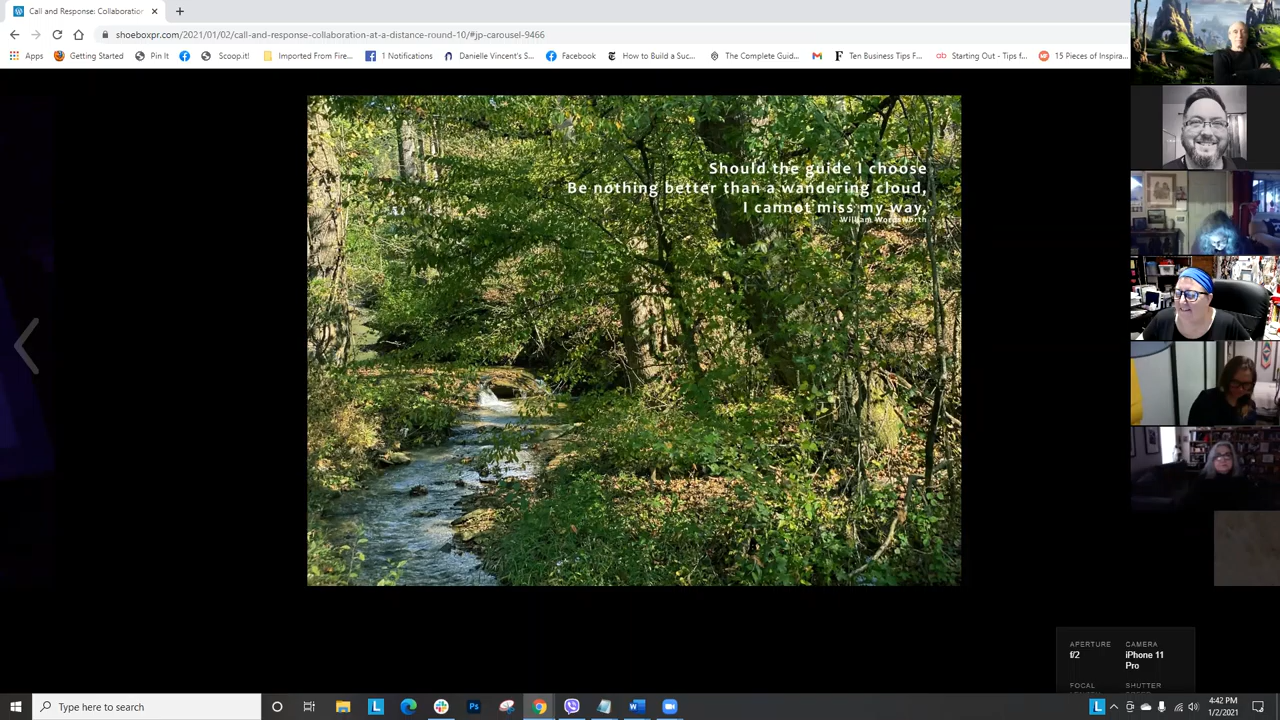 Call and Response: Collaboration
shoeboxpr.com/2021/01/02/call-and-response-collaboration-at-a-distance-round-10/#jp-carousel-9466
Apps
Getting Started
Pin It
Scoop.it!
Imported From Fire...
1 Notifications
Danielle Vincent's S...
Facebook
How to Build a Suc...
The Complete Guid...
Ten Business Tips F...
Starting Out - Tips f...
15 Pieces of Inspira...
Should the guide I choose
Be nothing better than a wandering cloud,
I cannot miss my way.
William Wordsworth
APERTURE CAMERA
f/2 iPhone 11
Pro
FOCAL SHUTTER
Type here to search
4:42 PM
1/2/2021